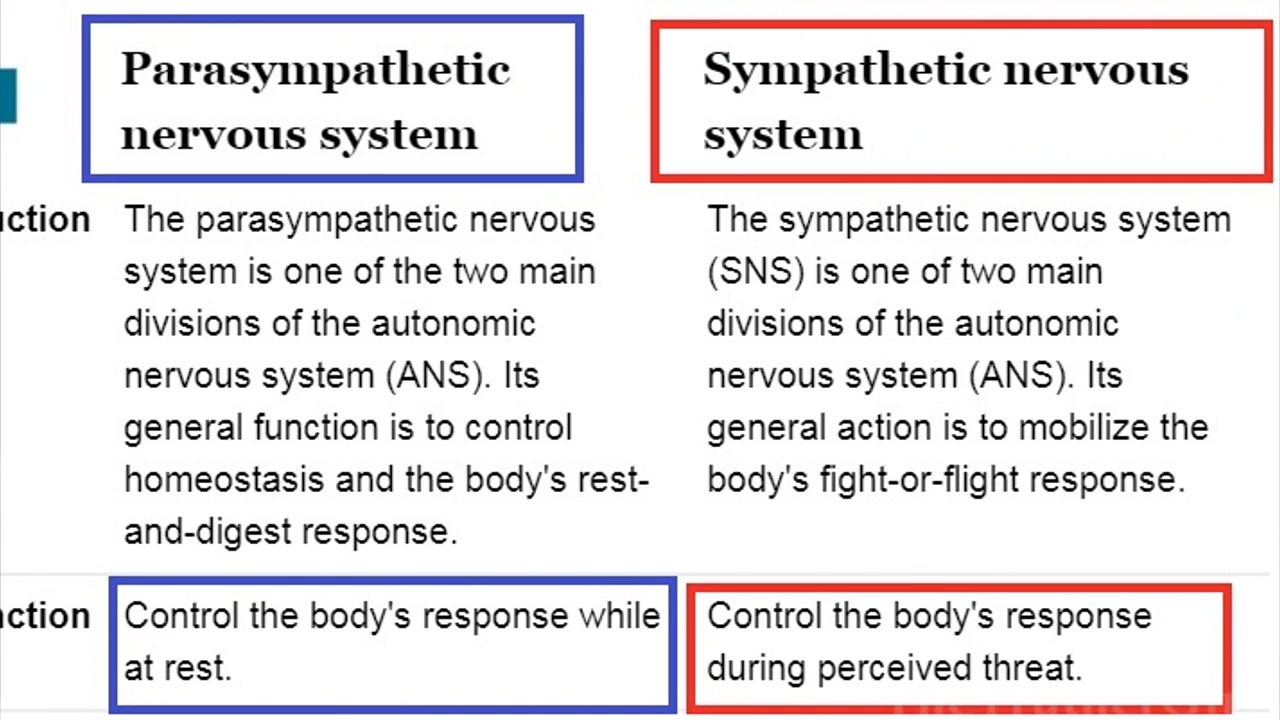 Parasympathetic
nervous system
Sympathetic nervous
system
uction
The parasympathetic nervous
system is one of the two main
divisions of the autonomic
nervous system (ANS). Its
general function is to control
homeostasis and the body's rest-
and-digest response.
The sympathetic nervous system
(SNS) is one of two main
divisions of the autonomic
nervous system (ANS). Its
general action is to mobilize the
body's fight-or-flight response.
action
Control the body's response while
at rest.
Control the body's response
during perceived threat.